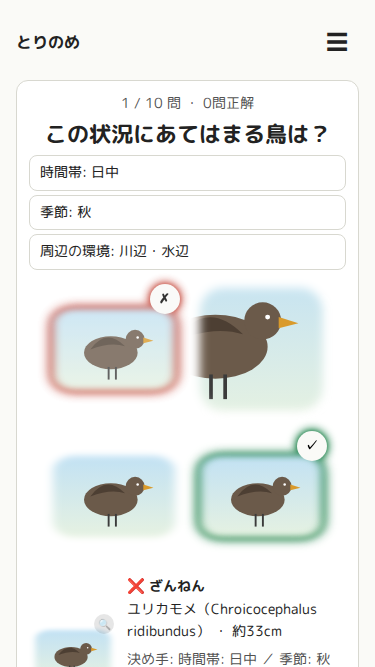 とりのめ
1 / 10 問 · 0問正解
この状況にあてはまる鳥は？
時間帯: 日中
季節: 秋
周辺の環境: 川辺・水辺
❌ ざんねん
ユリカモメ（Chroicocephalus
ridibundus） · 約33cm
決め手: 時間帯: 日中 ／ 季節: 秋